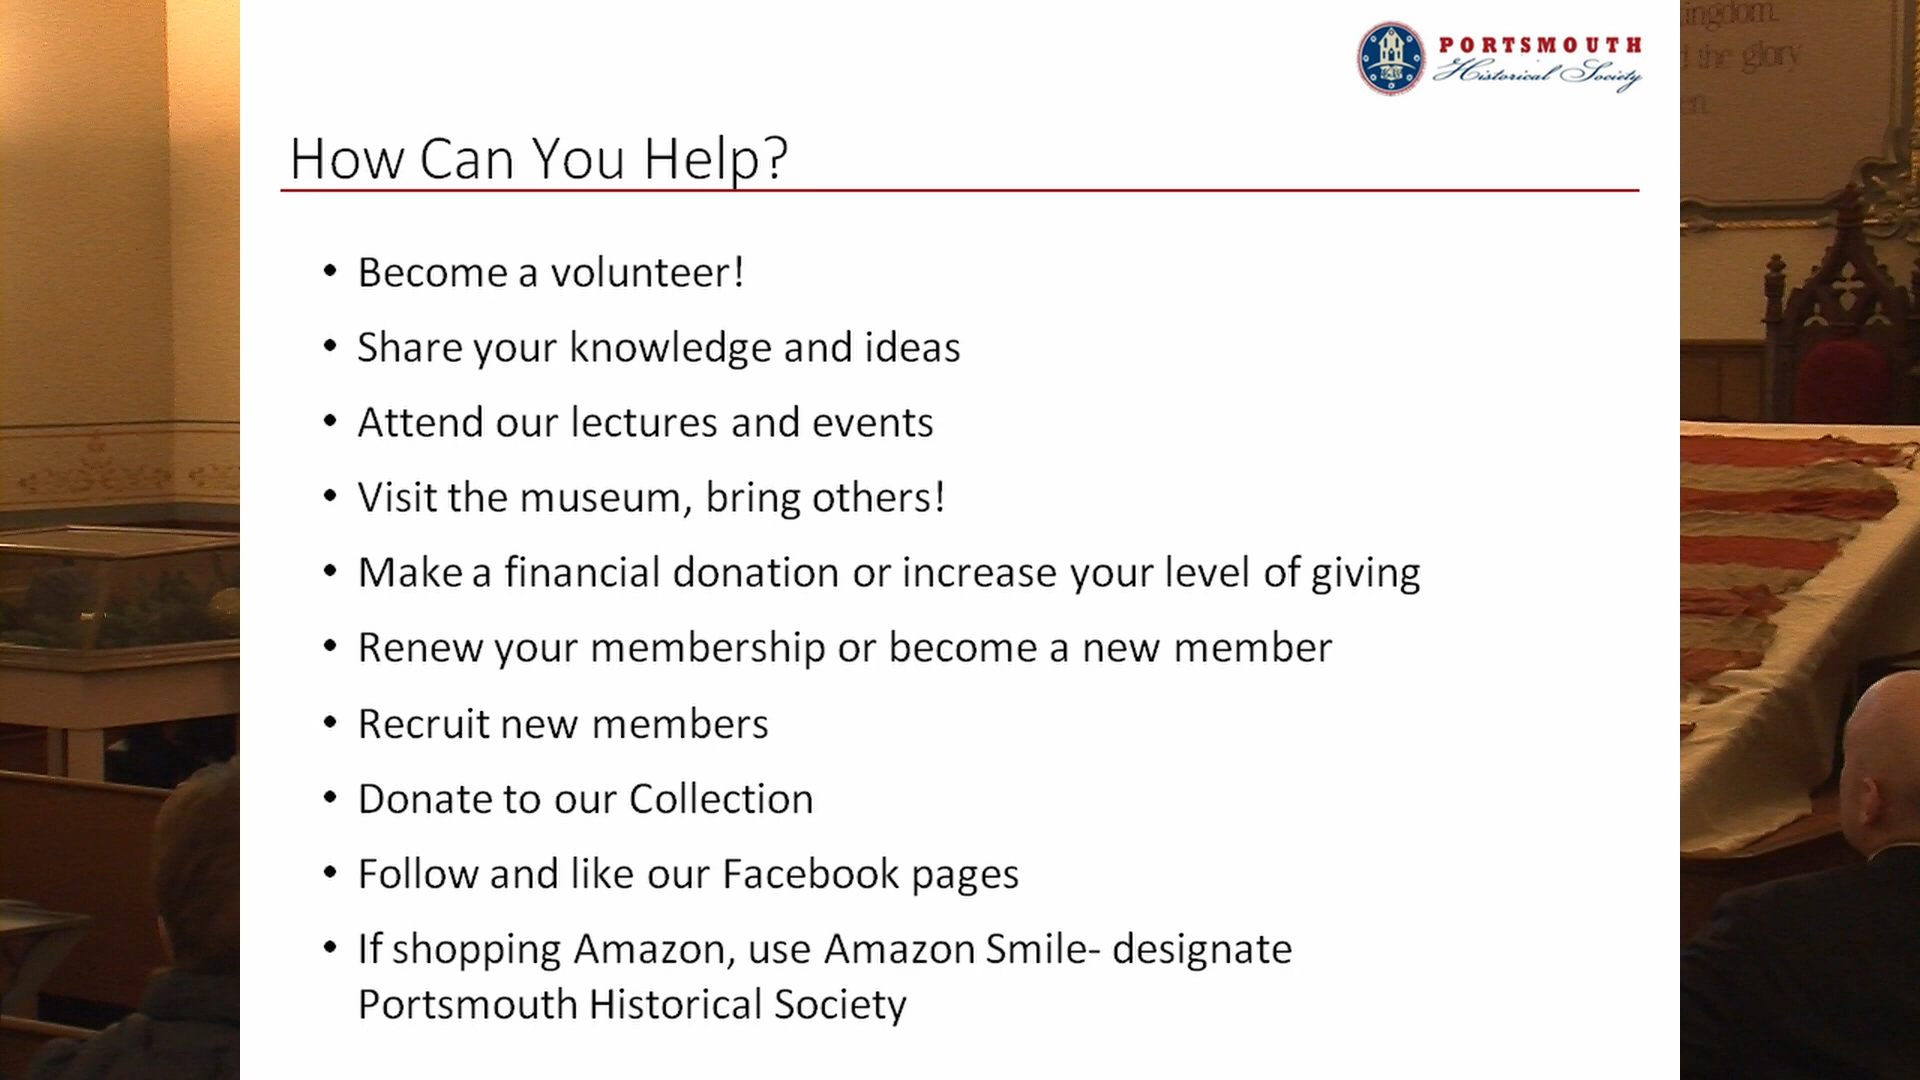 PORTSMOUTH
Historical Society
How Can You Help?
• Become a volunteer!
• Share your knowledge and ideas
• Attend our lectures and events
• Visit the museum, bring others!
• Make a financial donation or increase your level of giving
• Renew your membership or become a new member
• Recruit new members
• Donate to our Collection
• Follow and like our Facebook pages
• If shopping Amazon, use Amazon Smile- designate
Portsmouth Historical Society
the glory